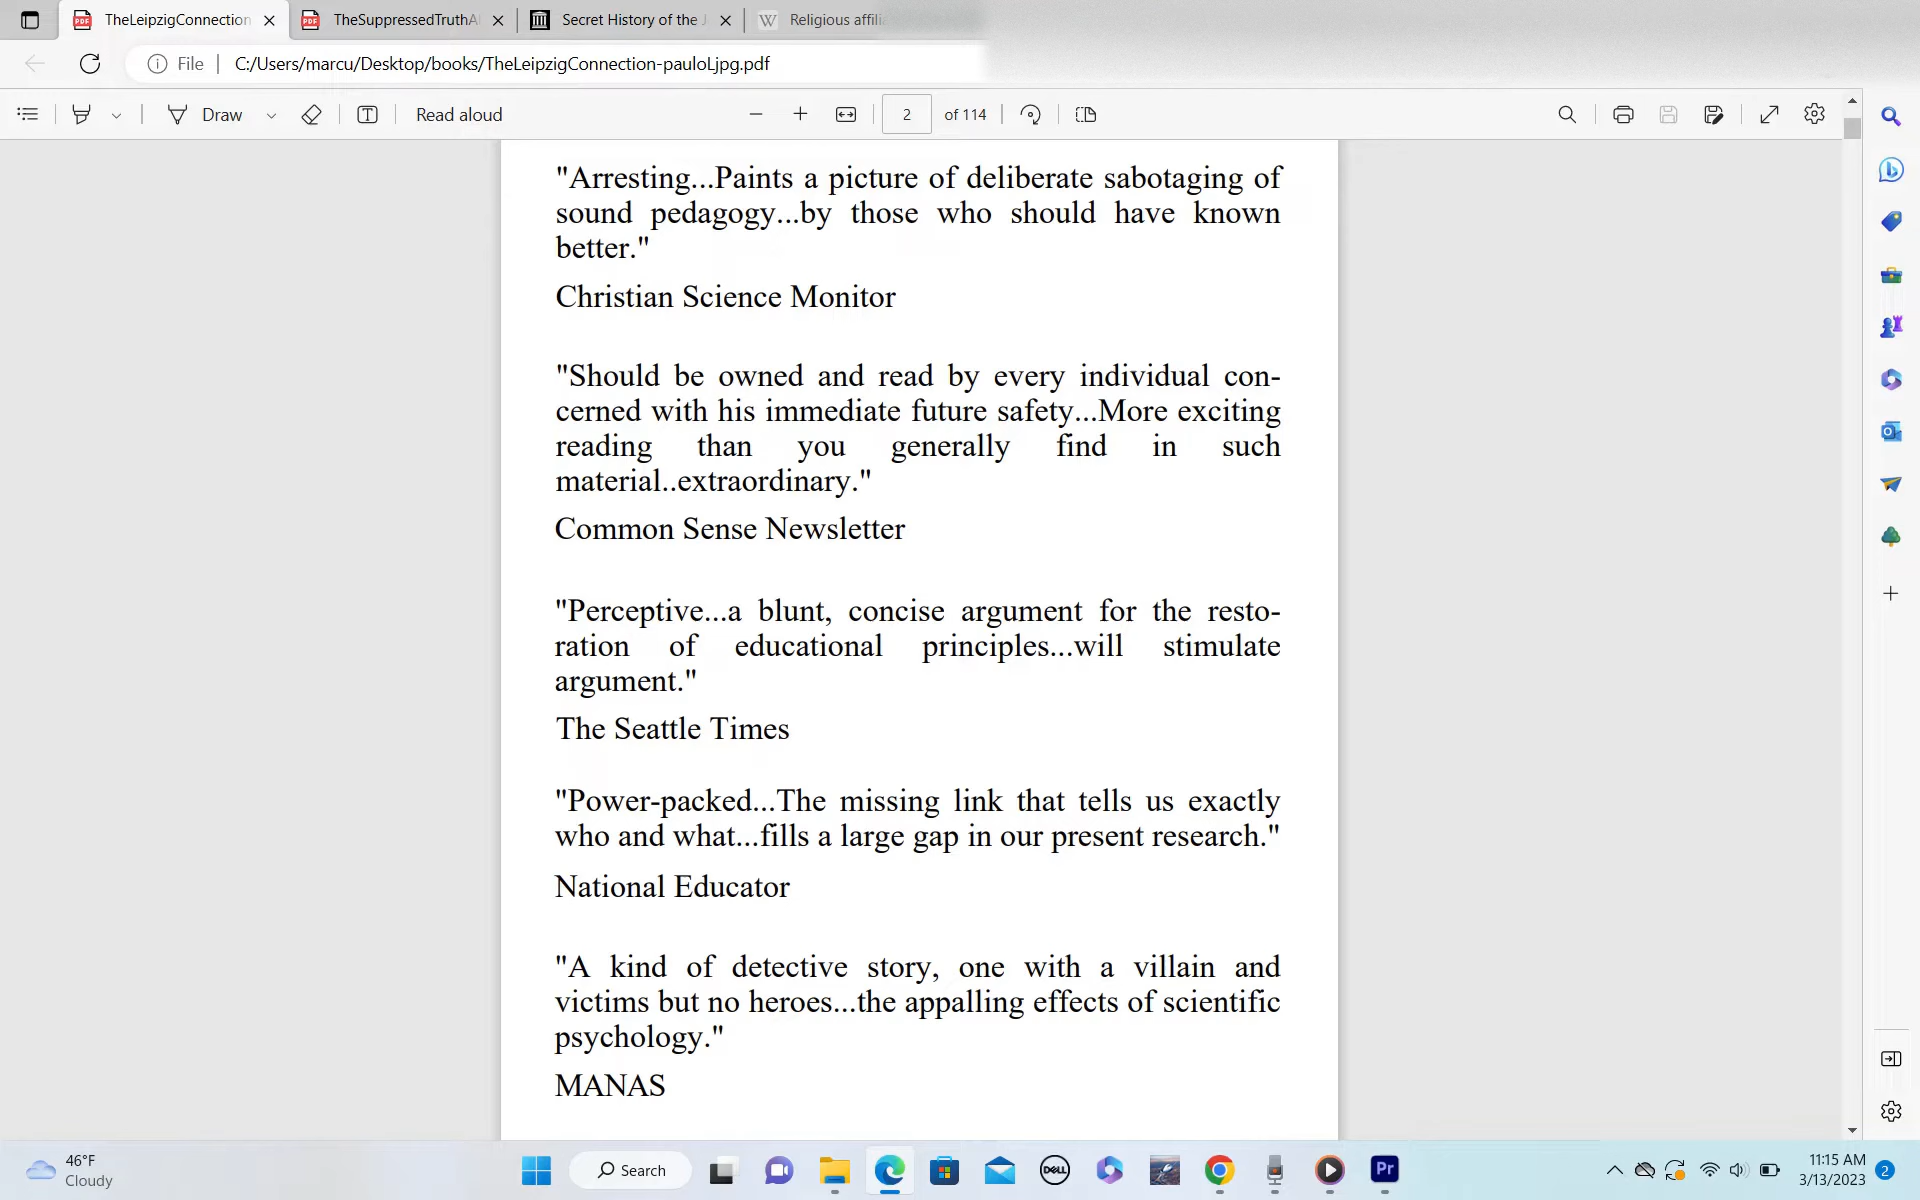 TheLeipzigConnection
TheSuppressedTruthA
Secret History of the J
Religious affilia
File
C:/Users/marcu/Desktop/books/TheLeipzigConnection-pauloLjpg.pdf
Draw
Read aloud
2 of 114
"Arresting...Paints a picture of deliberate sabotaging of
sound pedagogy...by those who should have known
better."
Christian Science Monitor
"Should be owned and read by every individual con-
cerned with his immediate future safety...More exciting
reading than you generally find in such
material..extraordinary."
Common Sense Newsletter
"Perceptive...a blunt, concise argument for the resto-
ration of educational principles...will stimulate
argument."
The Seattle Times
"Power-packed...The missing link that tells us exactly
who and what...fills a large gap in our present research."
National Educator
"A kind of detective story, one with a villain and
victims but no heroes...the appalling effects of scientific
psychology."
MANAS
46°F
Cloudy
Search
DELL
Pr
11:15 AM
3/13/2023
2